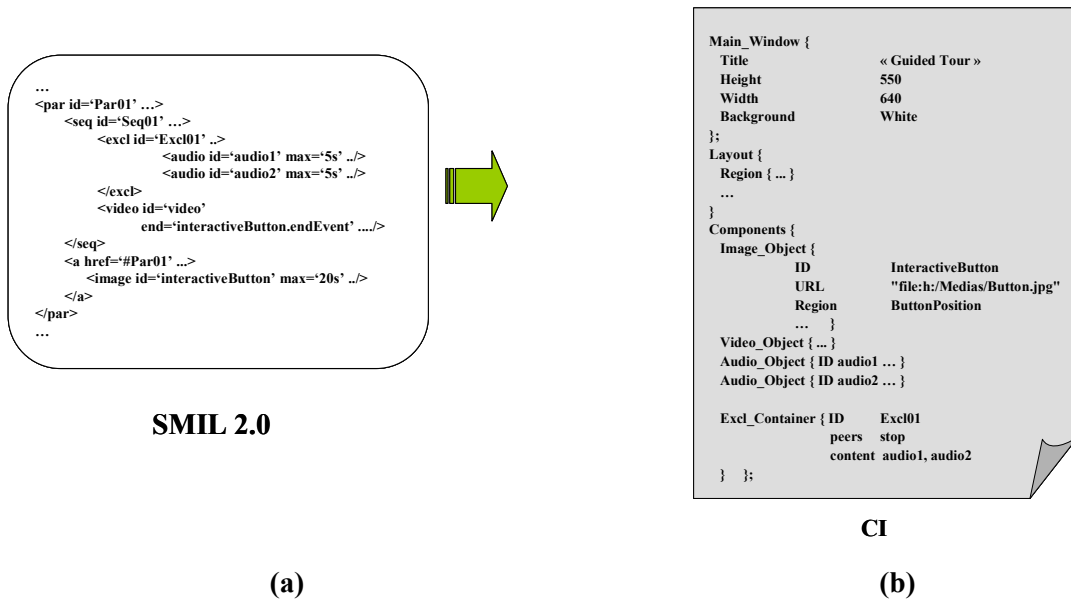 …
<par id=‘Par01’ …>
<seq id=‘Seq01’ …>
<excl id=‘Excl01’ ..>
<audio id=‘audio1’ max=‘5s’ ../>
<audio id=‘audio2’ max=‘5s’ ../>
</excl>
<video id=‘video’
end=‘interactiveButton.endEvent’ ..../>
</seq>
<a href=‘#Par01’ ...>
<image id=‘interactiveButton’ max=‘20s’ ../>
</a>
</par>
…
SMIL 2.0
(a)
Main_Window {
Title « Guided Tour »
Height 550
Width 640
Background White
};
Layout {
Region { ... }
…
}
Components {
Image_Object {
ID InteractiveButton
URL "file:h:/Medias/Button.jpg"
Region ButtonPosition
… }
Video_Object { ... }
Audio_Object { ID audio1 … }
Audio_Object { ID audio2 … }
Excl_Container { ID Excl01
peers stop
content audio1, audio2
} };
CI
(b)